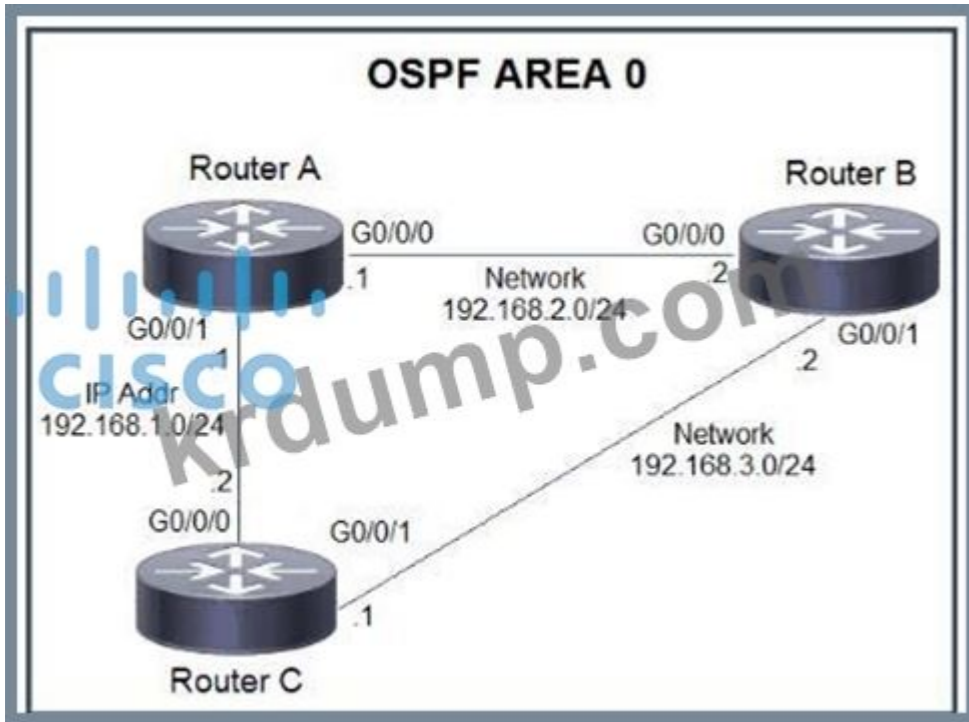 OSPF AREA 0
Router A
Router B
G0/0/0
G0/0/0
.1
Network
192.168.2.0/24
.2
G0/0/1
.1
G0/0/1
.2
CISCO
IP Addr
192.168.1.0/24
krdump.com
Network
192.168.3.0/24
.2
G0/0/0
G0/0/1
.1
Router C